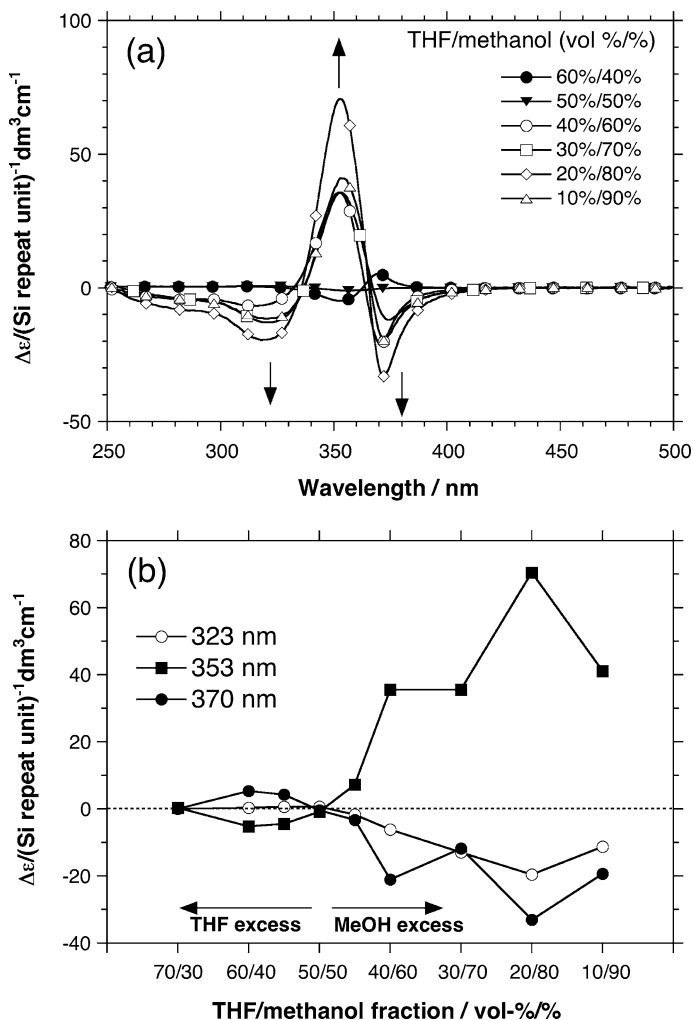 100
50
0
-50
Δε/(Si repeat unit)⁻¹dm³cm⁻¹
(a)
THF/methanol (vol %/%)
60%/40%
50%/50%
40%/60%
30%/70%
20%/80%
10%/90%
250 300 350 400 450 500
Wavelength / nm
80
60
40
20
0
-20
-40
Δε/(Si repeat unit)⁻¹dm³cm⁻¹
(b)
323 nm
353 nm
370 nm
THF excess MeOH excess
70/30 60/40 50/50 40/60 30/70 20/80 10/90
THF/methanol fraction / vol-%/%